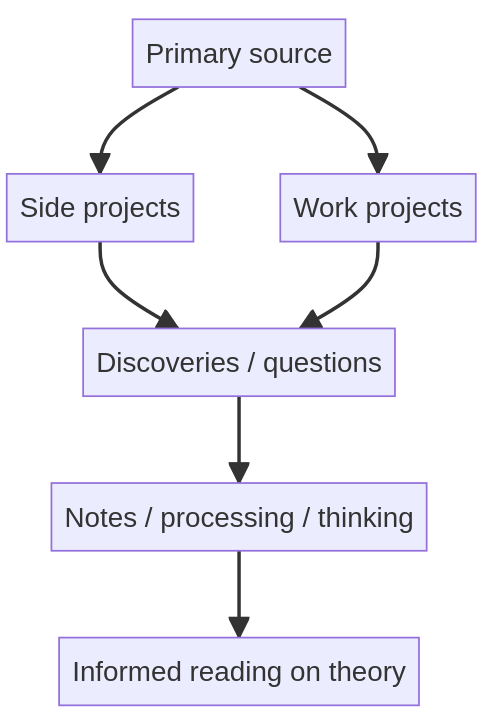 Primary source
Side projects
Work projects
Discoveries / questions
Notes / processing / thinking
Informed reading on theory